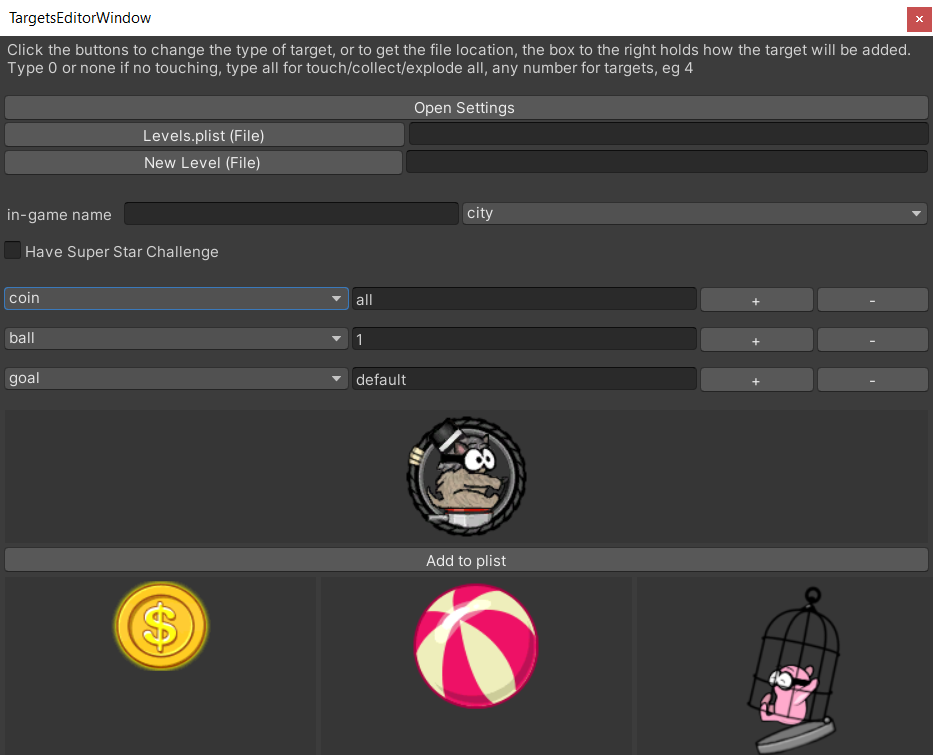 TargetsEditorWindow
Click the buttons to change the type of target, or to get the file location, the box to the right holds how the target will be added.
Type 0 or none if no touching, type all for touch/collect/explode all, any number for targets, eg 4
Open Settings
Levels.plist (File)
New Level (File)
in-game name city
Have Super Star Challenge
coin all + -
ball 1 + -
goal default + -
Add to plist
$